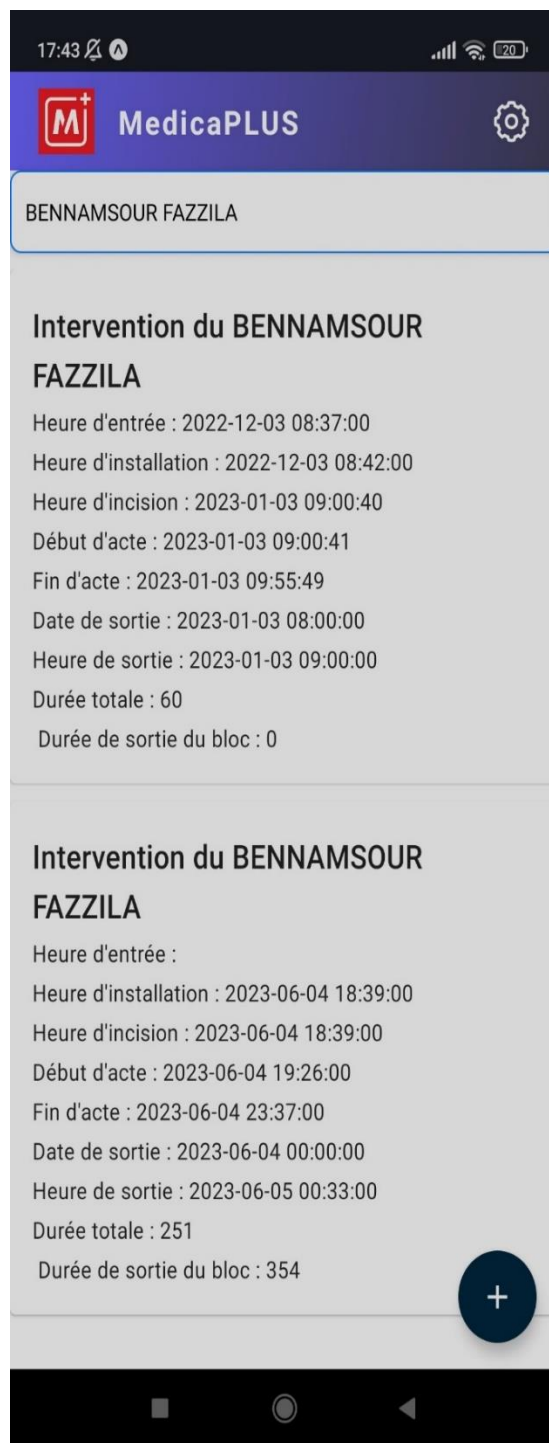 17:43 20
M+ MedicaPLUS
BENNAMSOUR FAZZILA
Intervention du BENNAMSOUR
FAZZILA
Heure d'entrée : 2022-12-03 08:37:00
Heure d'installation : 2022-12-03 08:42:00
Heure d'incision : 2023-01-03 09:00:40
Début d'acte : 2023-01-03 09:00:41
Fin d'acte : 2023-01-03 09:55:49
Date de sortie : 2023-01-03 08:00:00
Heure de sortie : 2023-01-03 09:00:00
Durée totale : 60
Durée de sortie du bloc : 0
Intervention du BENNAMSOUR
FAZZILA
Heure d'entrée :
Heure d'installation : 2023-06-04 18:39:00
Heure d'incision : 2023-06-04 18:39:00
Début d'acte : 2023-06-04 19:26:00
Fin d'acte : 2023-06-04 23:37:00
Date de sortie : 2023-06-04 00:00:00
Heure de sortie : 2023-06-05 00:33:00
Durée totale : 251
Durée de sortie du bloc : 354
+